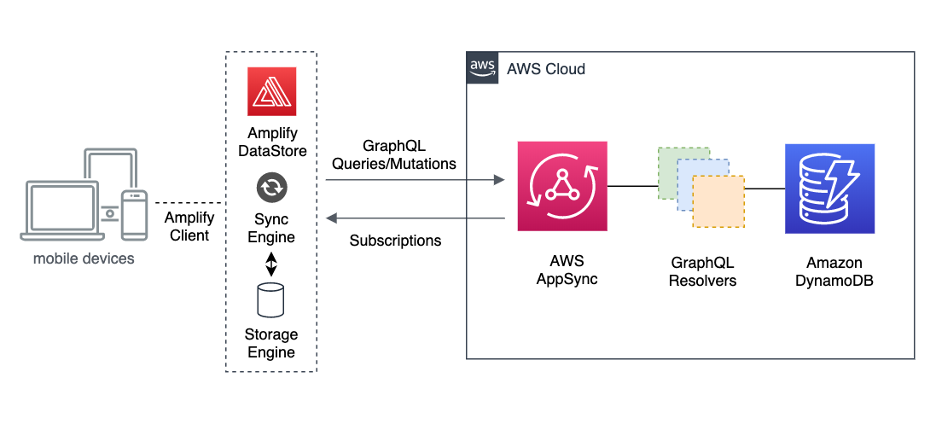 aws
AWS Cloud
Amplify
DataStore
GraphQL
Queries/Mutations
Sync
Engine
Amplify
Client
Subscriptions
mobile devices
AWS
AppSync
GraphQL
Resolvers
Amazon
DynamoDB
Storage
Engine